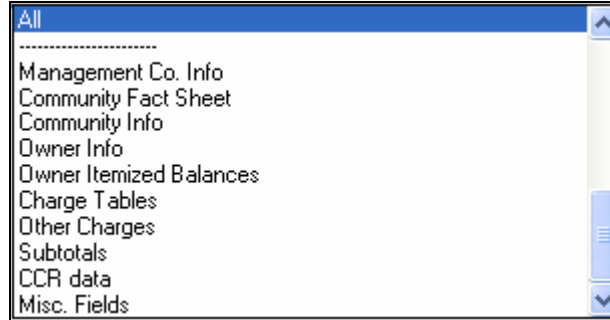 All
-----------------------
Management Co. Info
Community Fact Sheet
Community Info
Owner Info
Owner Itemized Balances
Charge Tables
Other Charges
Subtotals
CCR data
Misc. Fields